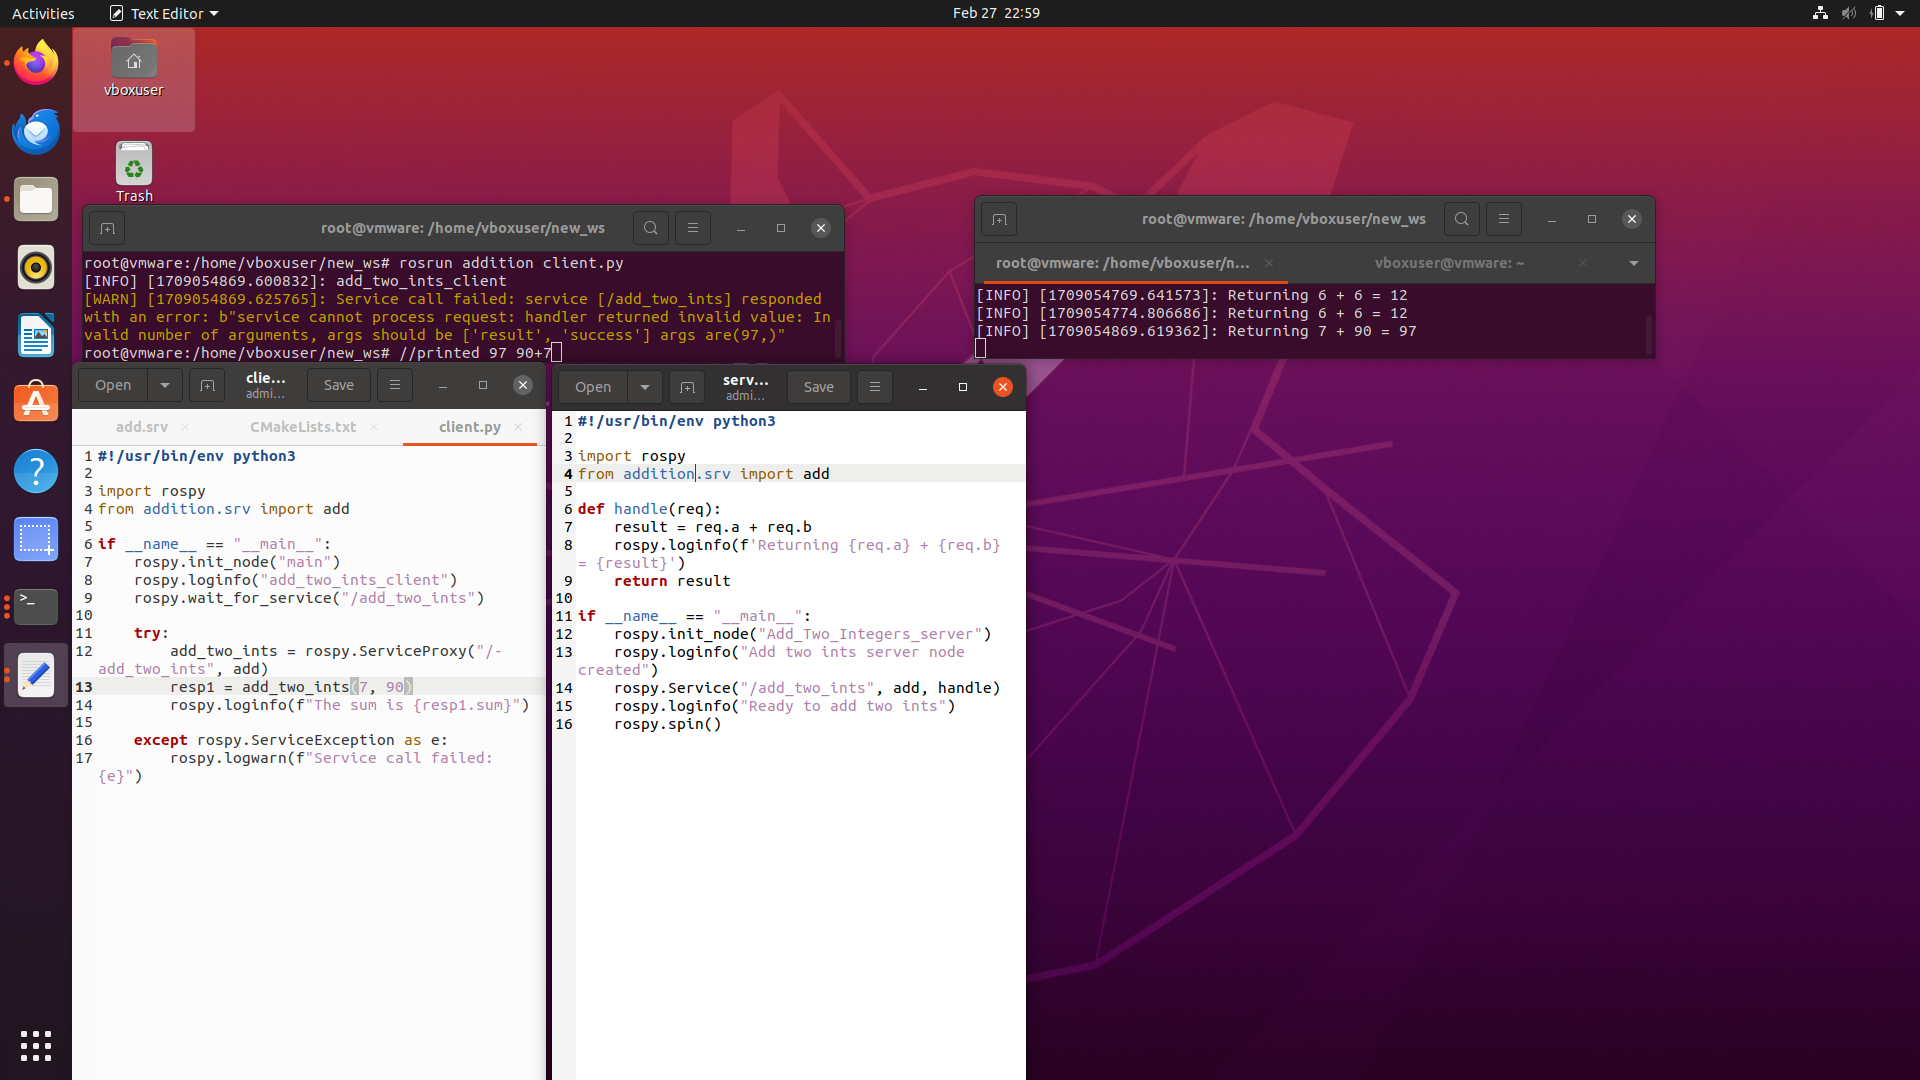 Activities
Text Editor
Feb 27 22:59
vboxuser
Trash
root@vmware: /home/vboxuser/new_ws
root@vmware:/home/vboxuser/new_ws# rosrun addition client.py
[INFO] [1709054869.600832]: add_two_ints_client
[WARN] [1709054869.625765]: Service call failed: service [/add_two_ints] responded
with an error: b"service cannot process request: handler returned invalid value: In
valid number of arguments, args should be ['result', 'success'] args are(97,)"
root@vmware:/home/vboxuser/new_ws# //printed 97 90+7
root@vmware: /home/vboxuser/new_ws
root@vmware: /home/vboxuser/n...
vboxuser@vmware: ~
[INFO] [1709054769.641573]: Returning 6 + 6 = 12
[INFO] [1709054774.806686]: Returning 6 + 6 = 12
[INFO] [1709054869.619362]: Returning 7 + 90 = 97
Open
clie...
admi...
Save
add.srv
CMakeLists.txt
client.py
1 #!/usr/bin/env python3
2
3 import rospy
4 from addition.srv import add
5
6 if __name__ == "__main__":
7     rospy.init_node("main")
8     rospy.loginfo("add_two_ints_client")
9     rospy.wait_for_service("/add_two_ints")
10
11     try:
12         add_two_ints = rospy.ServiceProxy("/-
add_two_ints", add)
13         resp1 = add_two_ints(7, 90)
14         rospy.loginfo(f"The sum is {resp1.sum}")
15
16     except rospy.ServiceException as e:
17         rospy.logwarn(f"Service call failed:
{e}")
Open
serv...
admi...
Save
1 #!/usr/bin/env python3
2
3 import rospy
4 from addition.srv import add
5
6 def handle(req):
7     result = req.a + req.b
8     rospy.loginfo(f'Returning {req.a} + {req.b}
= {result}')
9     return result
10
11 if __name__ == "__main__":
12     rospy.init_node("Add_Two_Integers_server")
13     rospy.loginfo("Add two ints server node
created")
14     rospy.Service("/add_two_ints", add, handle)
15     rospy.loginfo("Ready to add two ints")
16     rospy.spin()